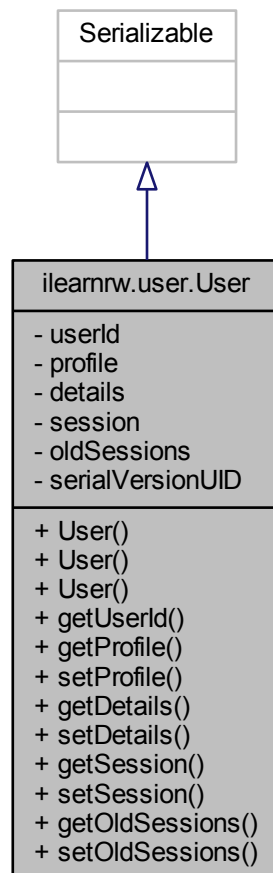 Serializable
ilearnrw.user.User
- userId
- profile
- details
- session
- oldSessions
- serialVersionUID
+ User()
+ User()
+ User()
+ getUserId()
+ getProfile()
+ setProfile()
+ getDetails()
+ setDetails()
+ getSession()
+ setSession()
+ getOldSessions()
+ setOldSessions()